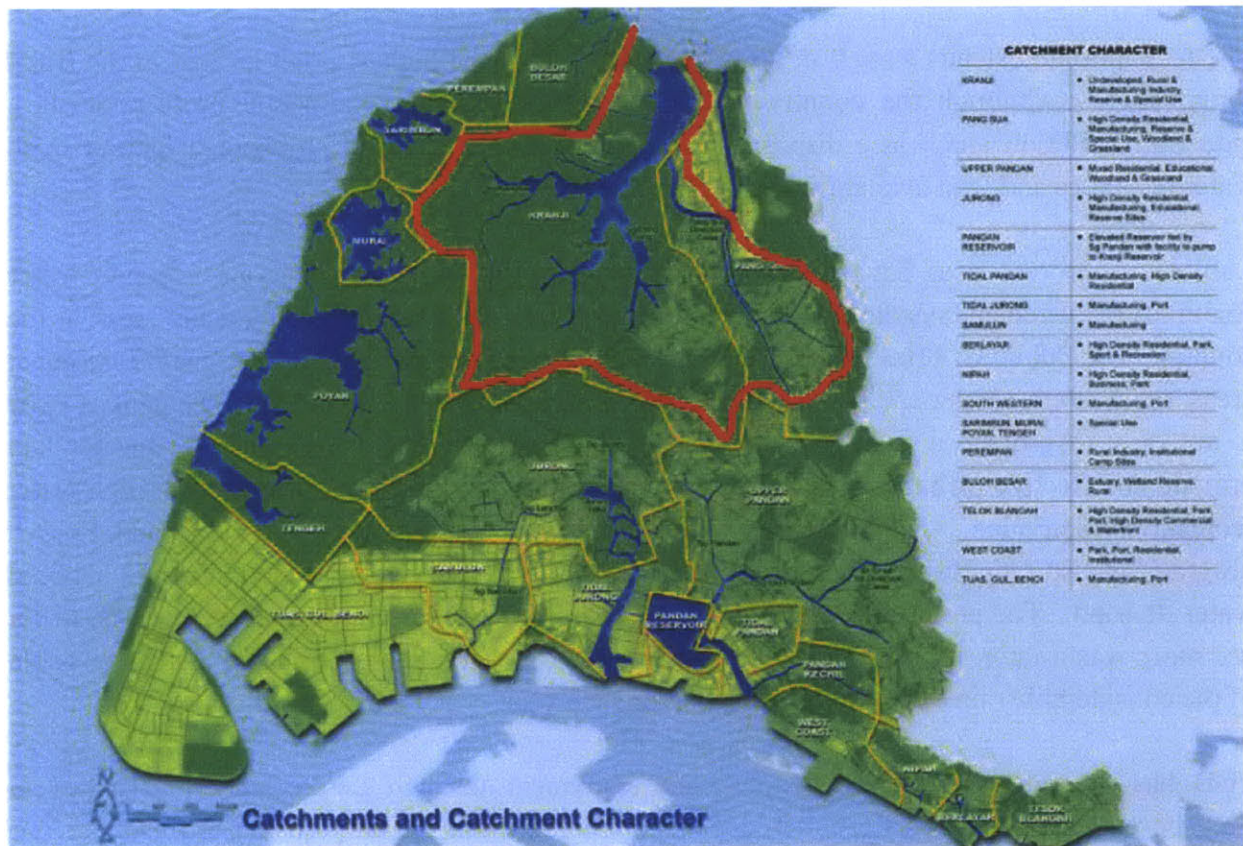 BULOH
BESAR
PEREMPAN
SARIMBUN
KRANJI
MURAI
PANG SUA
POYAN
JURONG
UPPER
PANDAN
TENGEH
SAMULUN
TIDAL
JURONG
TUAS, GUL, BENOI
PANDAN
RESERVOIR
TIDAL
PANDAN
PANDAN
KECHIL
WEST
COAST
NIPAH
BERLAYAR
TELOK
BLANGAH
N
Catchments and Catchment Character
CATCHMENT CHARACTER
KRANJI
• Undeveloped, Rural &
Manufacturing Industry,
Reserve & Special Use
PANG SUA
• High Density Residential,
Manufacturing, Reserve &
Special Use, Woodland &
Grassland
UPPER PANDAN
• Mixed Residential, Educational,
Woodland & Grassland
JURONG
• High Density Residential,
Manufacturing, Educational,
Reserve Sites
PANDAN
RESERVOIR
• Elevated Reservoir fed by
Sg Pandan with facility to pump
to Kranji Reservoir
TIDAL PANDAN
• Manufacturing, High Density
Residential
TIDAL JURONG
• Manufacturing, Port
SAMULUN
• Manufacturing
BERLAYAR
• High Density Residential, Park,
Sport & Recreation
NIPAH
• High Density Residential,
Business, Park
SOUTH WESTERN
• Manufacturing, Port
SARIMBUN, MURAI,
POYAN, TENGEH
• Special Use
PEREMPAN
• Rural Industry, Institutional
Camp Sites
BULOH BESAR
• Estuary, Wetland Reserve,
Rural
TELOK BLANGAH
• High Density Residential, Park,
Port, High Density Commercial
& Waterfront
WEST COAST
• Park, Port, Residential,
Institutional
TUAS, GUL, BENOI
• Manufacturing, Port